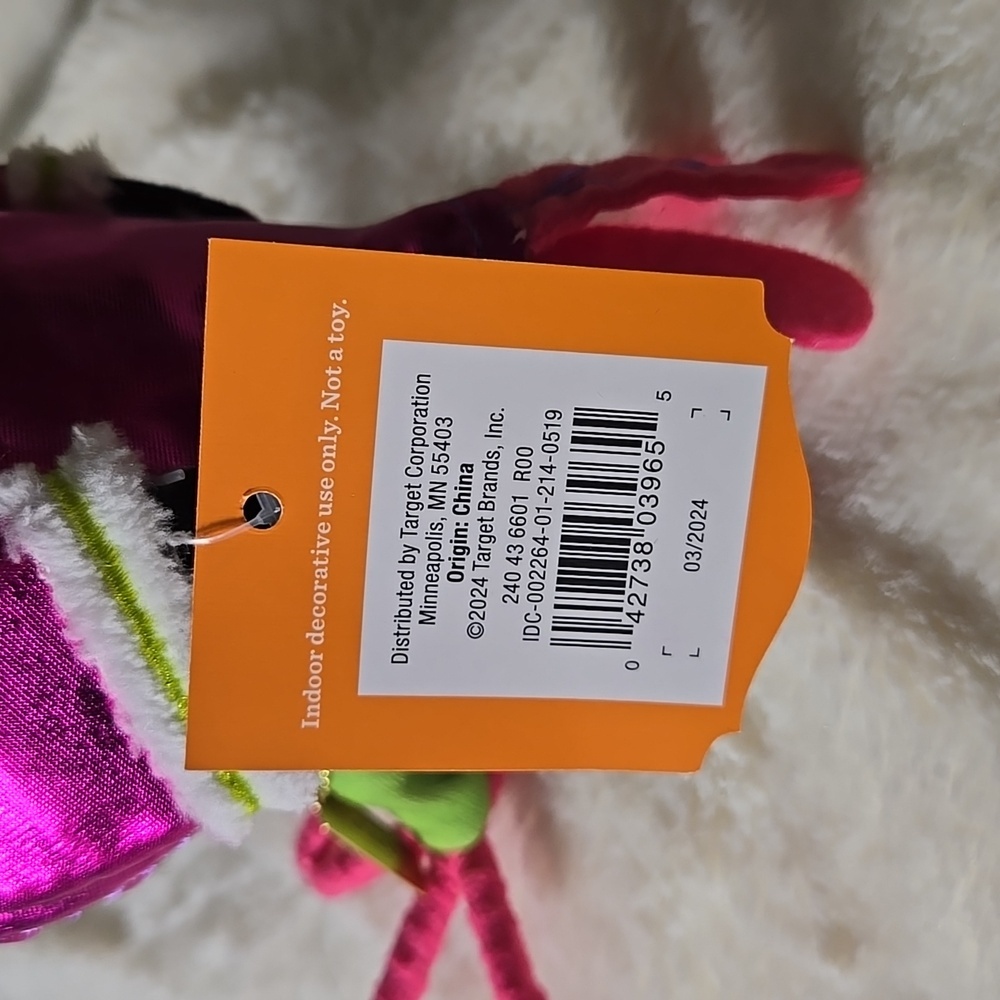 Indoor decorative use only. Not a toy.
Distributed by Target Corporation
Minneapolis, MN 55403
Origin: China
©2024 Target Brands, Inc.
240 43 6601 R00
IDC-002264-01-214-0519
0 42738 03965 5
03/2024